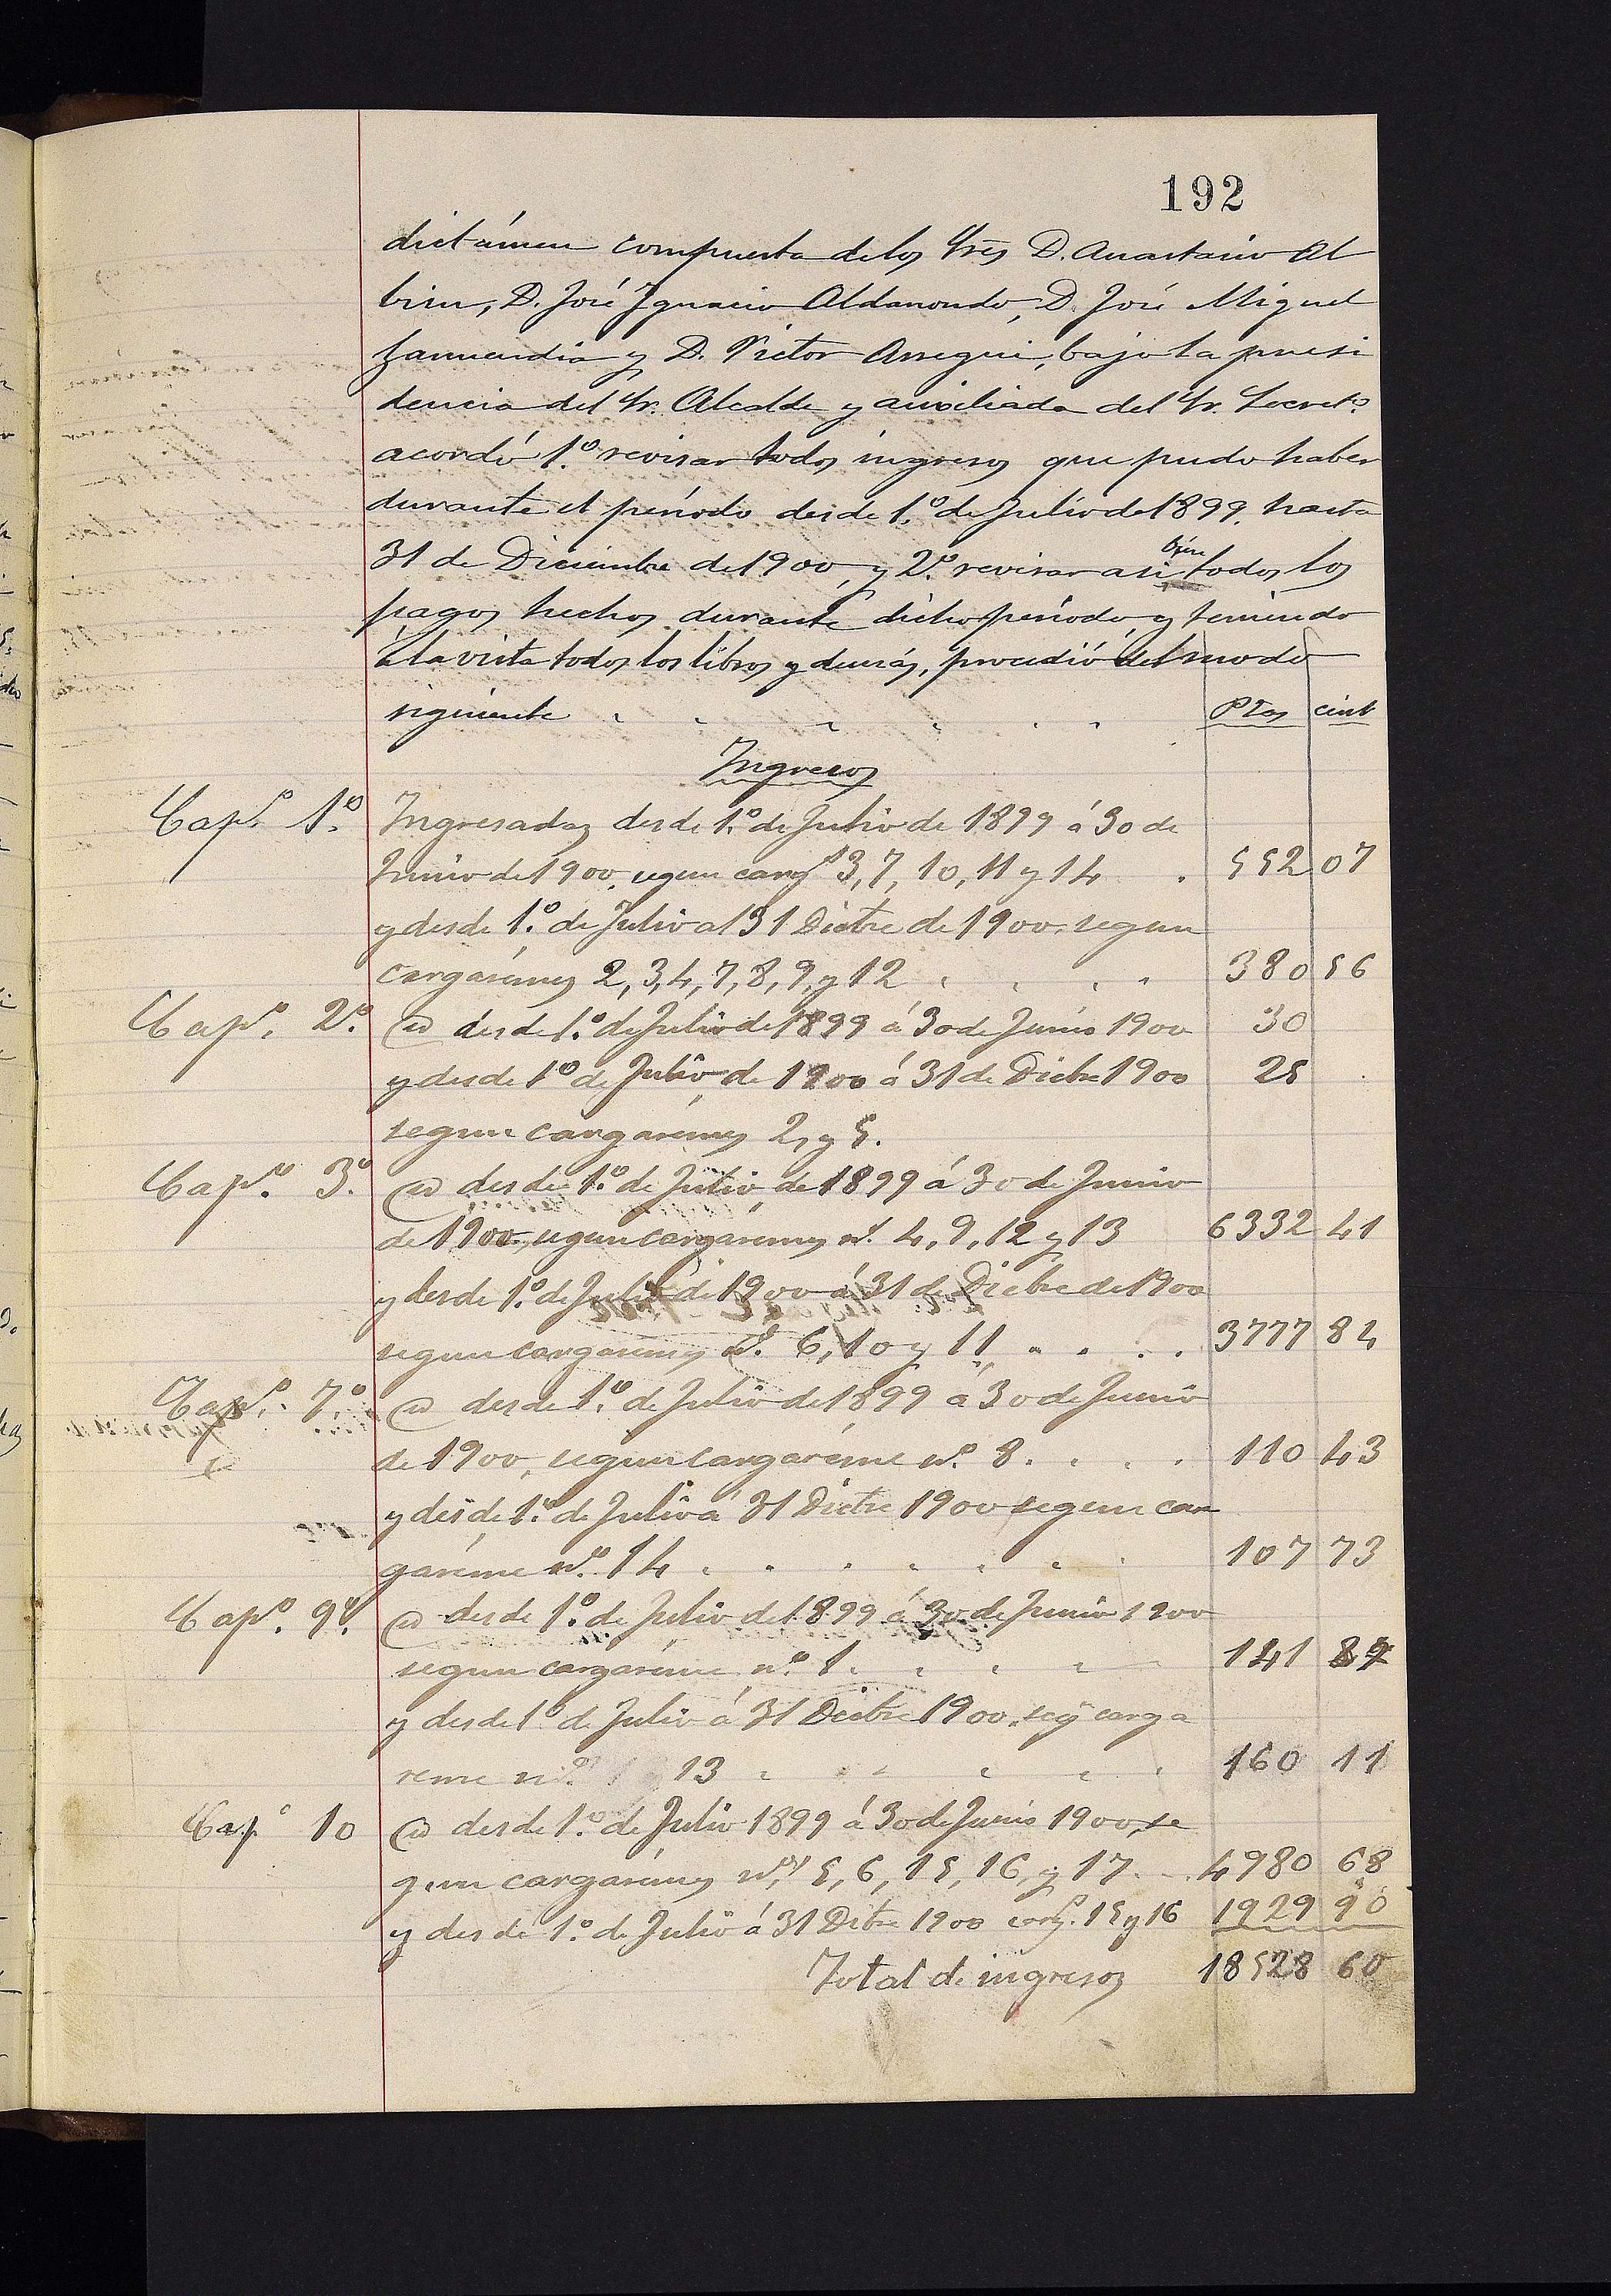 192
dictámen compuesta de los Sres D. Anastasio Al
bisu, D. José Ignacio Aldanondo, D. José Miguel
Zamundia y D. Victor Arregui, bajo la presi
dencia del Sr. Alcalde y auxiliada del Sr. Secret.º
acordó 1.º revisar todos ingresos que pudo haber
durante el período desde 1.º de Julio de 1899, hasta
31 de Diciembre de 1900, y 2.º revisar asi bien todos los
pagos hechos durante dicho período, y teniendo
á la vista todos los libros y demás, procedió del modo
siguiente Ptas cent
Ingresos
Cap.º 1.º Ingresadas desde 1.º de Julio de 1899 á 30 de
Junio de 1900, segun carg.s 3, 7, 10, 11 y 14 552 07
y desde 1.º de Julio al 31 Dictre de 1900, segun
cargarémes 2, 3, 4, 7, 8, 9, y 12 380 56
Cap.º 2.º @ desde 1.º de Julio de 1899 á 30 de Junio 1900 30
y desde 1.º de Julio de 1900 á 31 de Dicbre 1900 25
segun cargarémes 2, y 5.
Cap.º 3.º @ desde 1.º de Julio de 1899 á 30 de Junio
de 1900 segun cargaremes n.s 4, 9, 12 y 13 6332 41
y desde 1.º de Julio de 1900 á 31 de Dicbre de 1900
segun cargaremes n.s 6, 10 y 11 3777 84
Cap.º 7.º @ desde 1.º de Julio de 1899 á 30 de Junio
de 1900, segun cargaréme n.º 8 110 43
y desde 1.º de Julio á 31 Dictre 1900 segun car
garéme n.º 14 107 73
Cap.º 9.º @ desde 1.º de Julio de 1899 á 30 de Junio 1900
segun cargaréme n.º 1 141 87
y desde 1.º de Julio á 31 Dicbre 1900, seg carga
reme n.º 13 160 11
Cap.º 10 @ desde 1.º de Julio 1899 á 30 de Junio 1900, se
gun cargarémes n.os 5, 6, 15, 16, y 17 4980 68
y desde 1.º de Julio á 31 Dibre 1900 carg.s 15 y 16 1929 90
Total de ingresos 18528 60